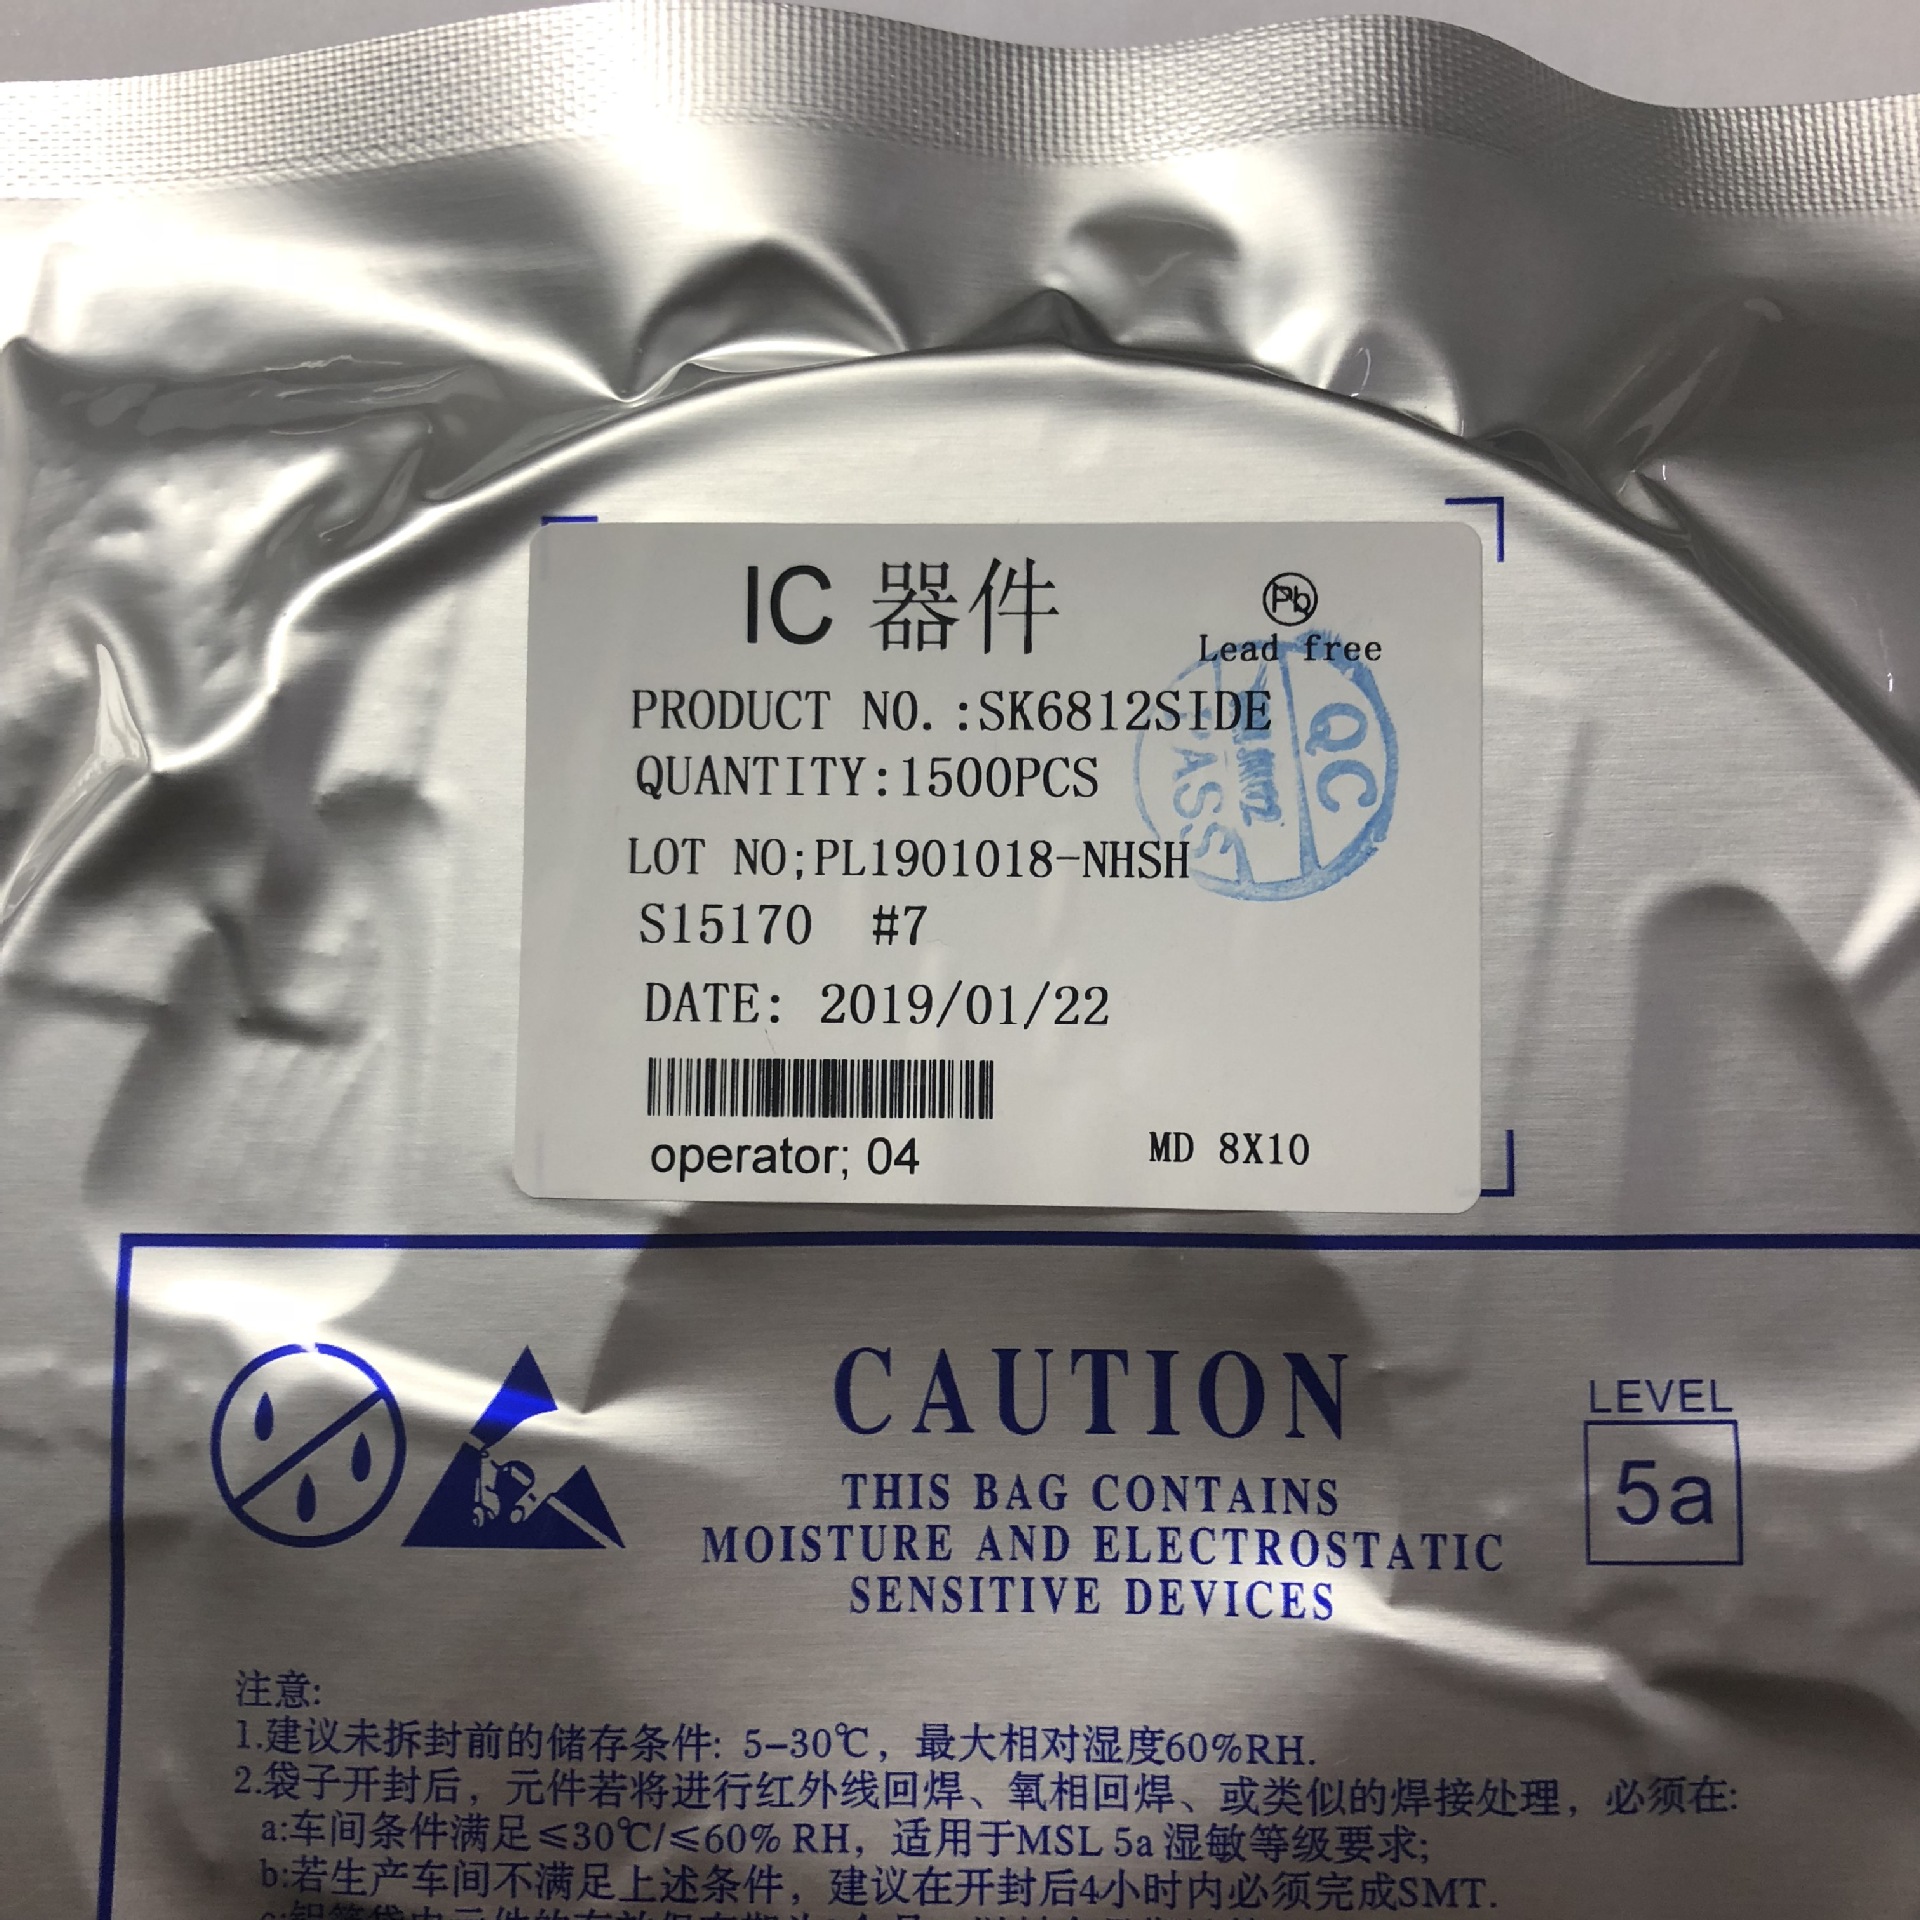 IC 器件
Pb
Lead free
PRODUCT NO.:SK6812SIDE
QUANTITY:1500PCS
QC
PASS
LOT NO;PL1901018-NHSH
S15170 #7
DATE: 2019/01/22
operator; 04
MD 8X10
CAUTION
LEVEL
5a
THIS BAG CONTAINS
MOISTURE AND ELECTROSTATIC
SENSITIVE DEVICES
注意:
1.建议未拆封前的储存条件: 5-30℃, 最大相对湿度60%RH.
2.袋子开封后, 元件若将进行红外线回焊、氧相回焊、或类似的焊接处理, 必须在:
a:车间条件满足≤30℃/≤60% RH, 适用于MSL 5a 湿敏等级要求;
b:若生产车间不满足上述条件, 建议在开封后4小时内必须完成SMT.